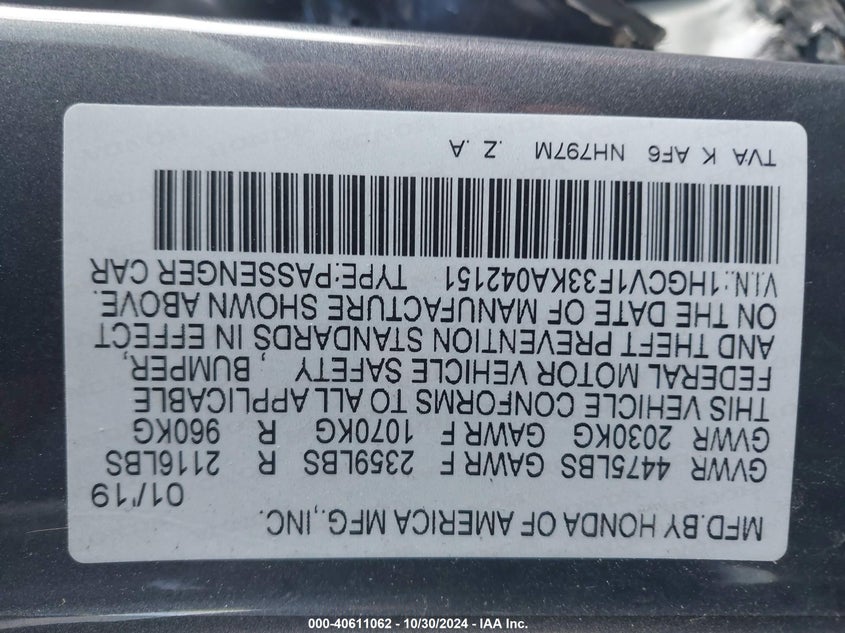 MFD.BY HONDA OF AMERICA MFG.,INC. 01/'19
GVWR 4475LBS GAWR F 2359LBS R 2116LBS
GVWR 2030KG GAWR F 1070KG R 960KG
THIS VEHICLE CONFORMS TO ALL APPLICABLE
FEDERAL MOTOR VEHICLE SAFETY , BUMPER,
AND THEFT PREVENTION STANDARDS IN EFFECT
ON THE DATE OF MANUFACTURE SHOWN ABOVE.
V.I.N.:1HGCV1F33KA042151 TYPE:PASSENGER CAR
TVA K AF6 NH797M .Z .A
000-40611062 - 10/30/2024 - IAA Inc.